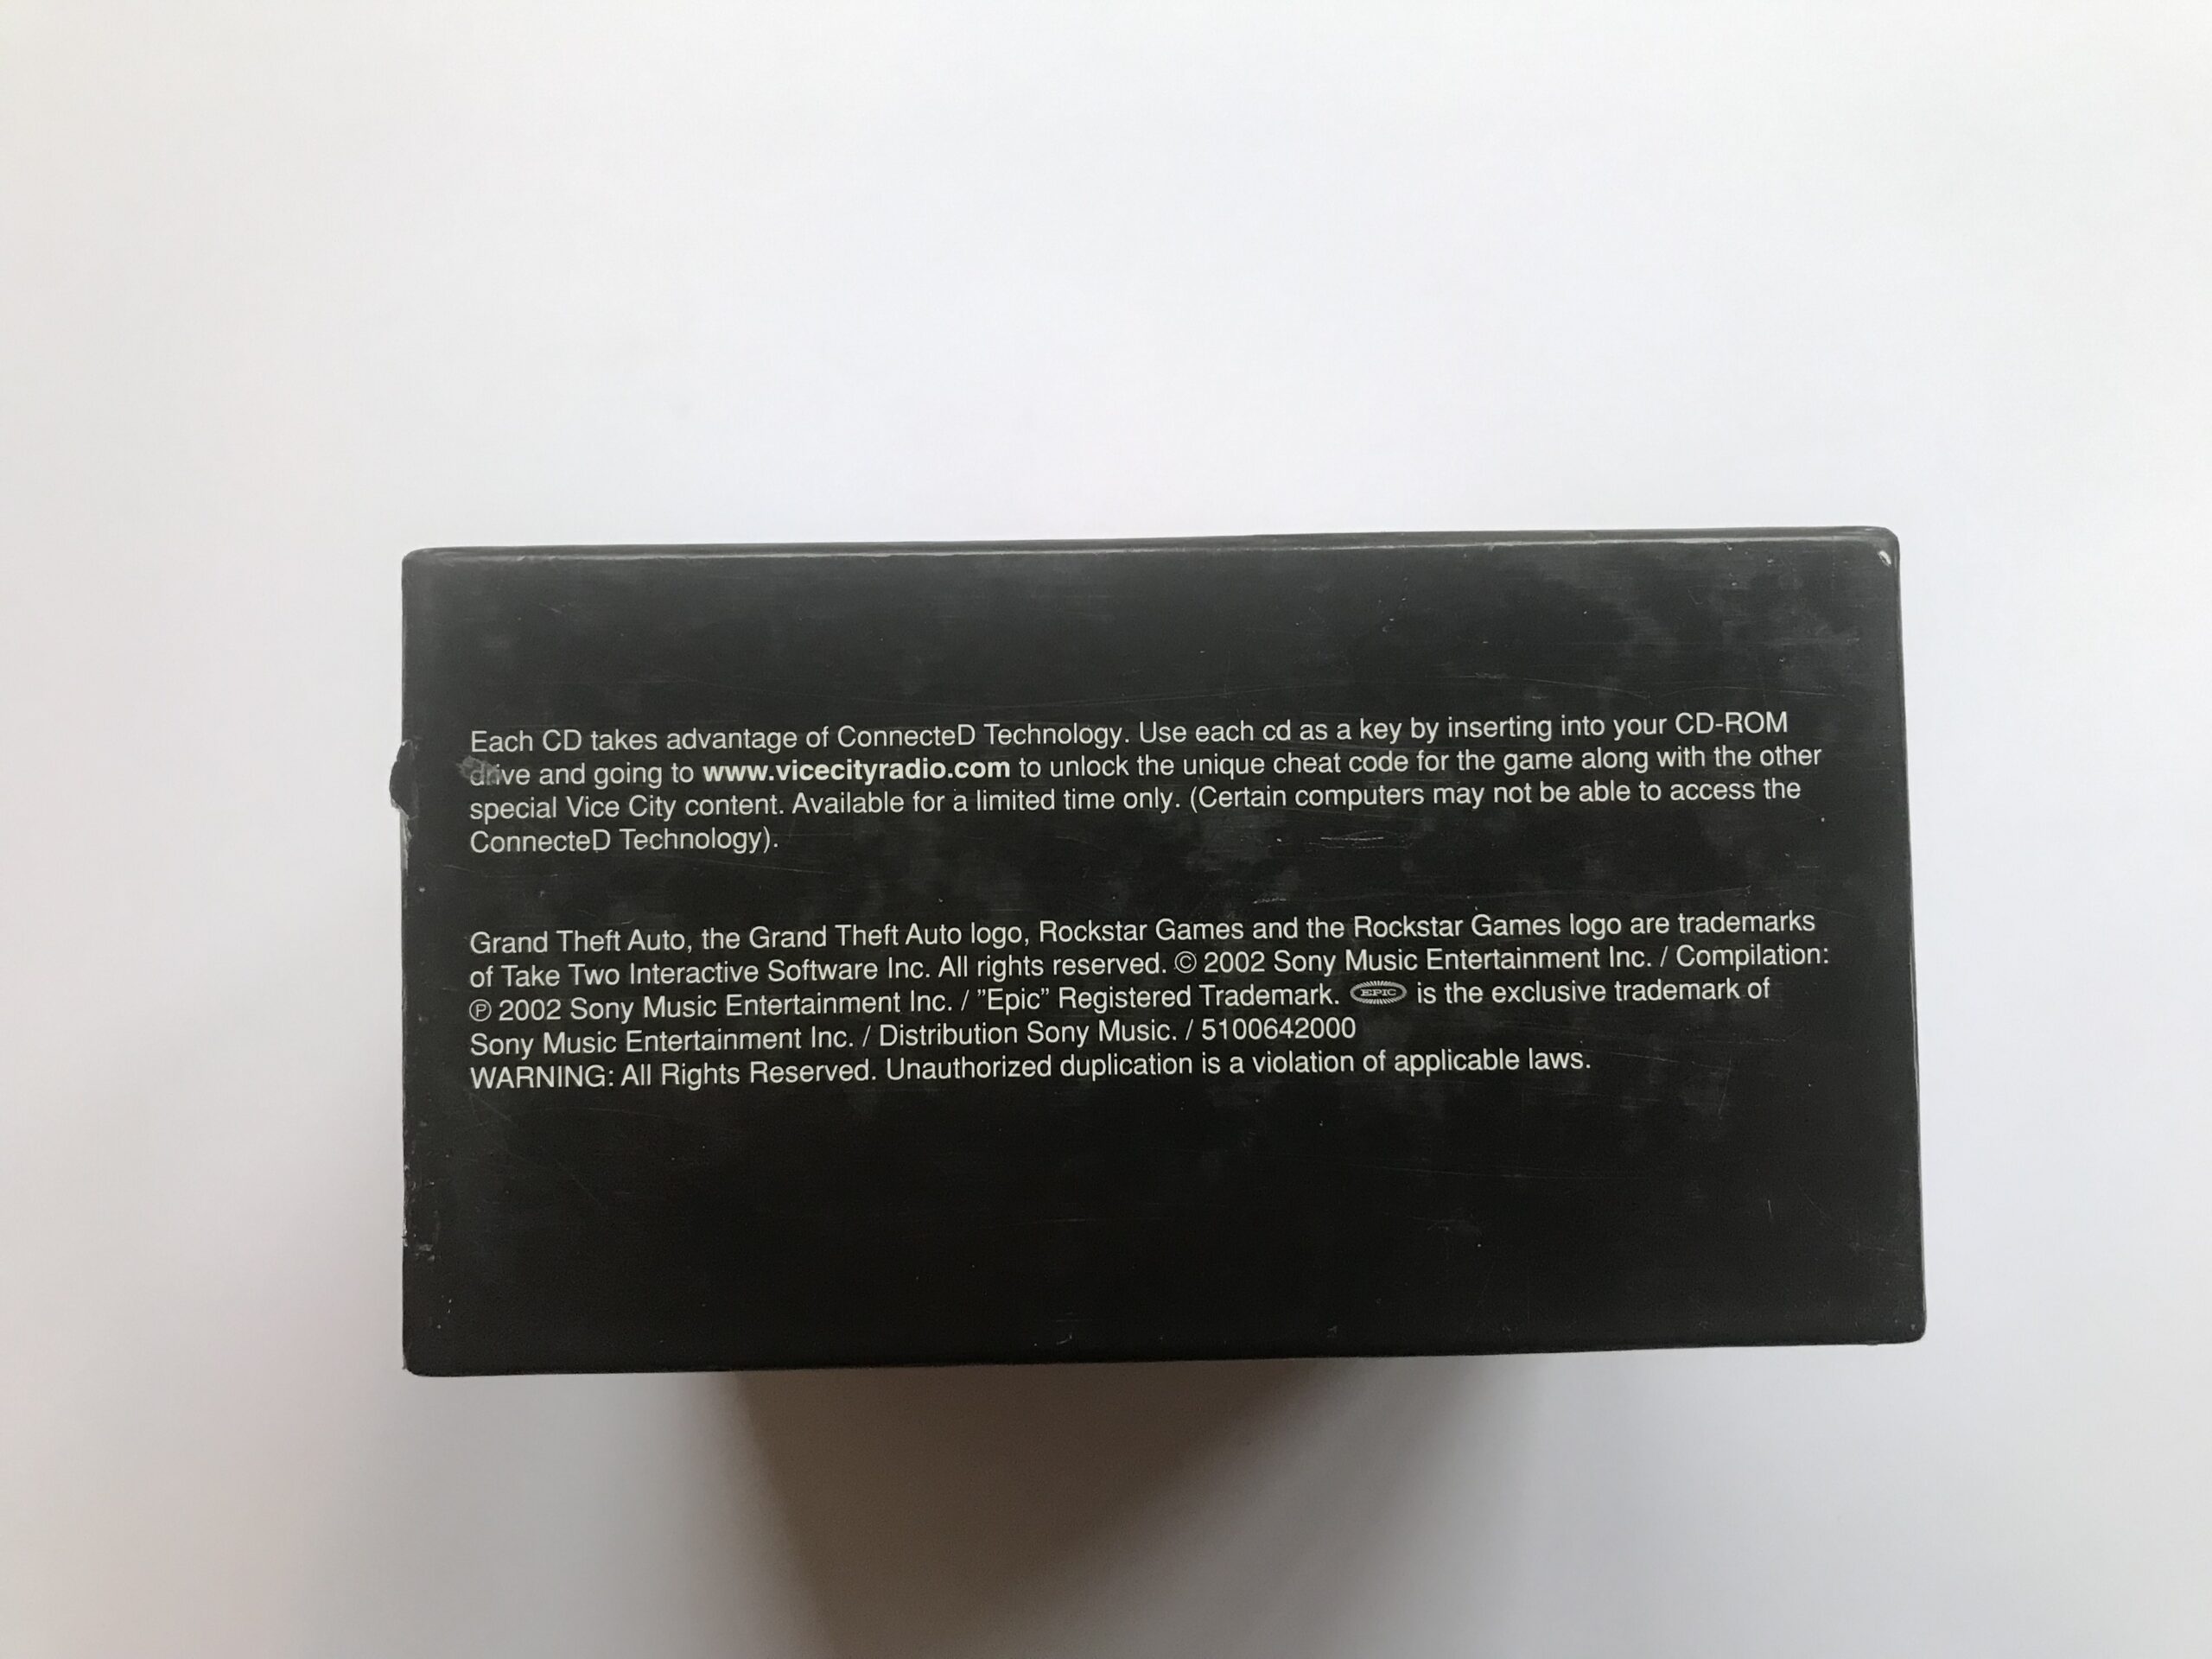 Each CD takes advantage of ConnecteD Technology. Use each cd as a key by inserting into your CD-ROM
drive and going to www.vicecityradio.com to unlock the unique cheat code for the game along with the other
special Vice City content. Available for a limited time only. (Certain computers may not be able to access the
ConnecteD Technology).
Grand Theft Auto, the Grand Theft Auto logo, Rockstar Games and the Rockstar Games logo are trademarks
of Take Two Interactive Software Inc. All rights reserved. © 2002 Sony Music Entertainment Inc. / Compilation:
℗ 2002 Sony Music Entertainment Inc. / ”Epic” Registered Trademark. EPIC is the exclusive trademark of
Sony Music Entertainment Inc. / Distribution Sony Music. / 5100642000
WARNING: All Rights Reserved. Unauthorized duplication is a violation of applicable laws.